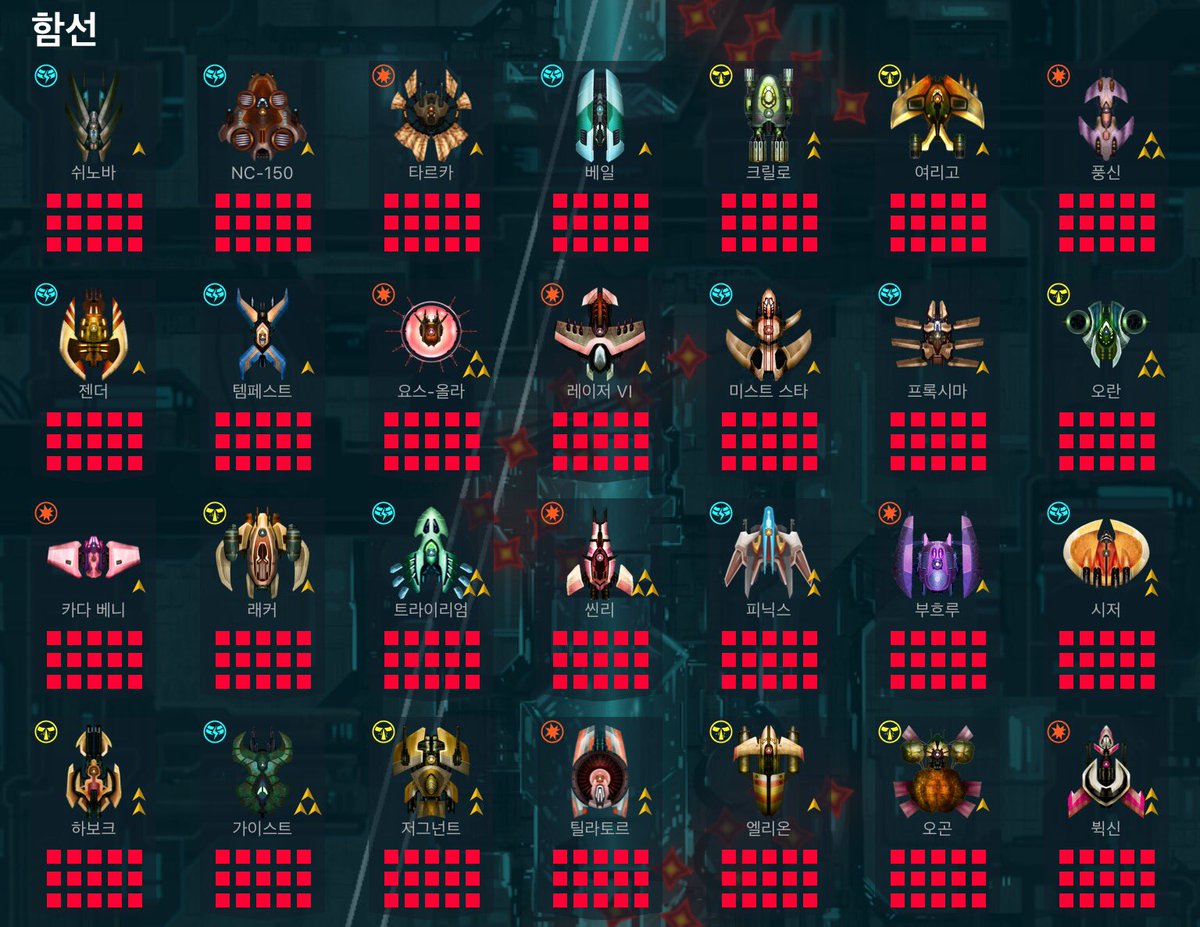 함선
쉬노바
NC-150
타르카
베일
크릴로
여리고
풍신
젠더
템페스트
요스-올라
레이저 VI
미스트 스타
프록시마
오란
카다 베니
래커
트라이리엄
씬리
피닉스
부흐루
시저
하보크
가이스트
저그넌트
틸라토르
엘리온
오곤
뷕신